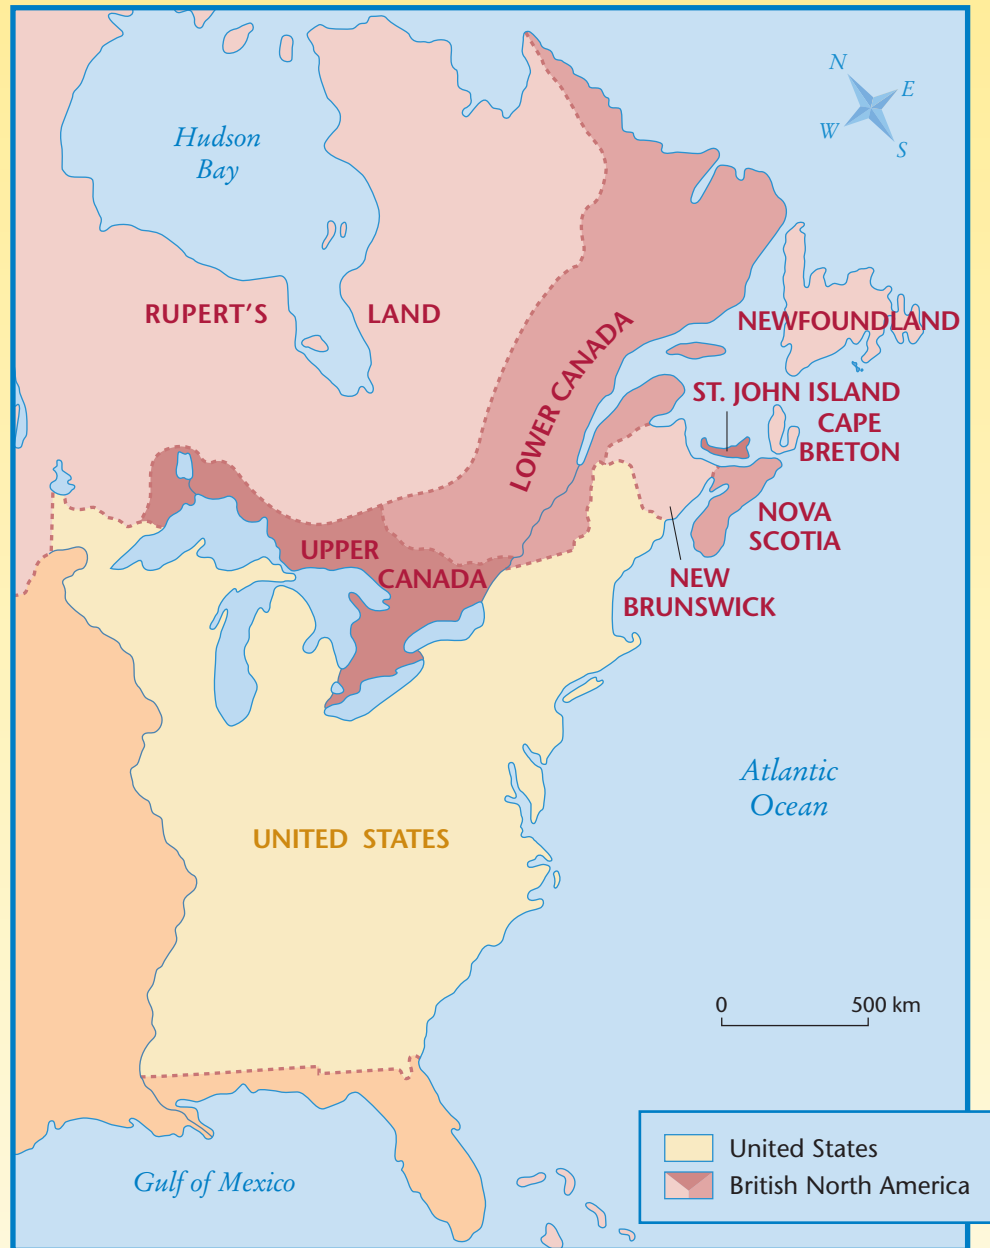 N
E
W
S
Hudson
Bay
RUPERT'S LAND
LOWER CANADA
NEWFOUNDLAND
ST. JOHN ISLAND
CAPE
BRETON
NOVA
SCOTIA
UPPER
CANADA
NEW
BRUNSWICK
Atlantic
Ocean
UNITED STATES
0 500 km
Gulf of Mexico
United States
British North America